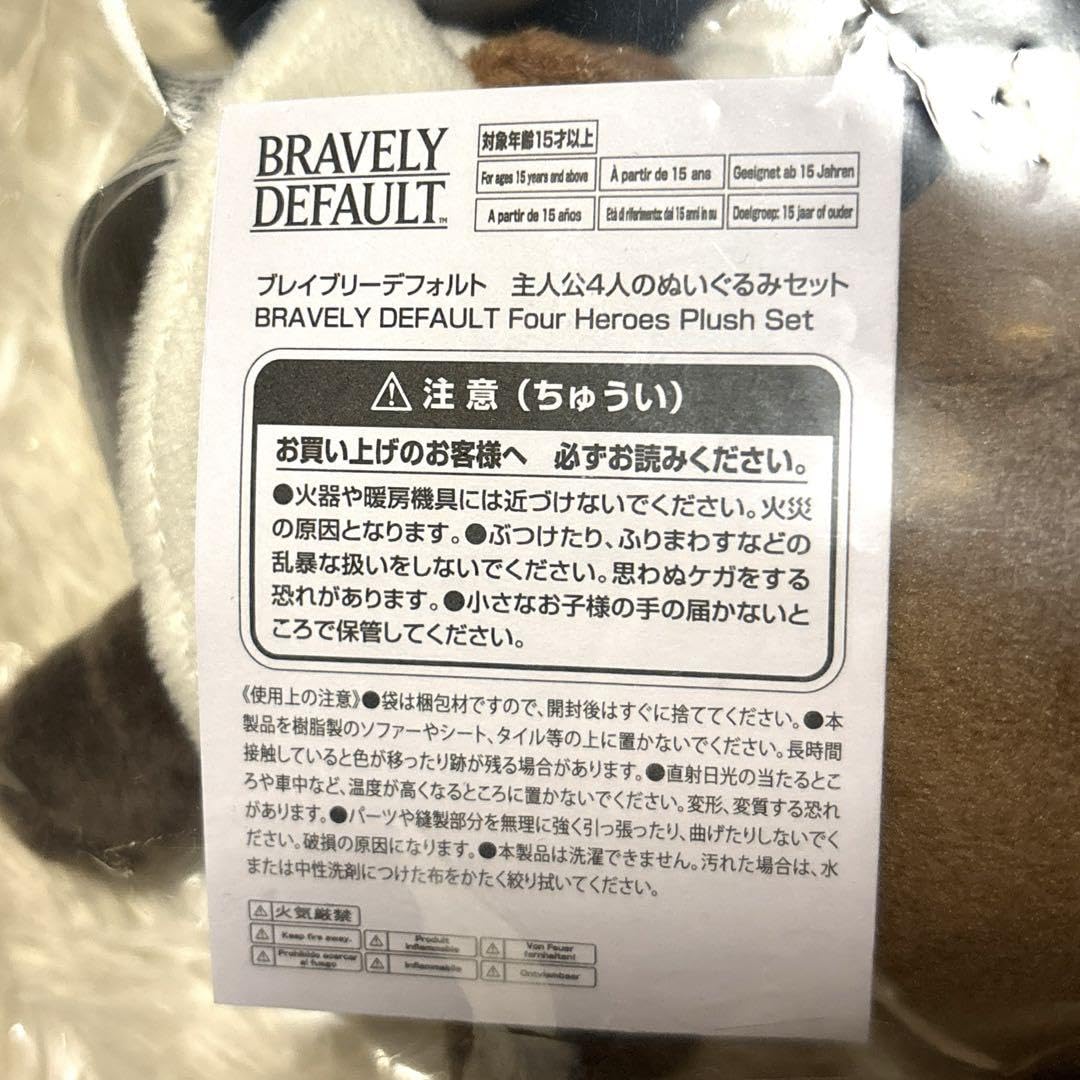 BRAVELY
DEFAULT™
対象年齢15才以上
For ages 15 years and above
À partir de 15 ans
Geeignet ab 15 Jahren
A partir de 15 años
Età di riferimento: dai 15 anni in su
Doelgroep: 15 jaar of ouder
ブレイブリーデフォルト 主人公4人のぬいぐるみセット
BRAVELY DEFAULT Four Heroes Plush Set
⚠注意(ちゅうい)
お買い上げのお客様へ 必ずお読みください。
●火器や暖房機具には近づけないでください。火災
の原因となります。●ぶつけたり、ふりまわすなどの
乱暴な扱いをしないでください。思わぬケガをする
恐れがあります。●小さなお子様の手の届かないと
ころで保管してください。
《使用上の注意》●袋は梱包材ですので、開封後はすぐに捨ててください。●本
製品を樹脂製のソファーやシート、タイル等の上に置かないでください。長時間
接触していると色が移ったり跡が残る場合があります。●直射日光の当たるとこ
ろや車中など、温度が高くなるところに置かないでください。変形、変質する恐れ
があります。●パーツや縫製部分を無理に強く引っ張ったり、曲げたりしないでく
ださい。破損の原因になります。●本製品は洗濯できません。汚れた場合は、水
または中性洗剤につけた布をかたく絞り拭いてください。
⚠火気厳禁
⚠Keep fire away.
⚠Produit inflammable
⚠Von Feuer fernhalten!
⚠Prohibido acercar al fuego
⚠Infiammabile
⚠Ontvlambaar